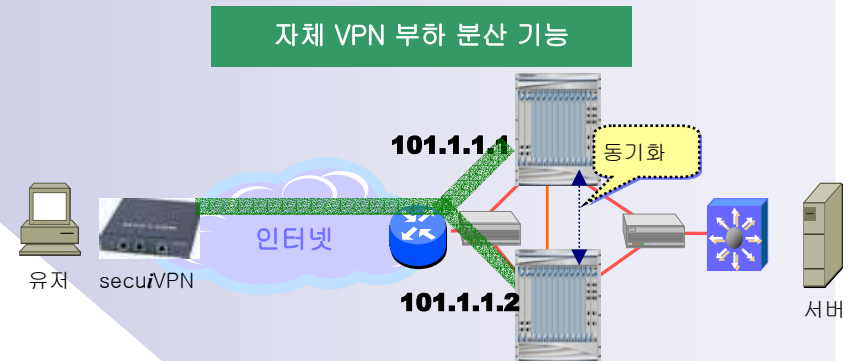 자체 VPN 부하 분산 기능
101.1.1.1
동기화
인터넷
유저
secuiVPN
101.1.1.2
서버